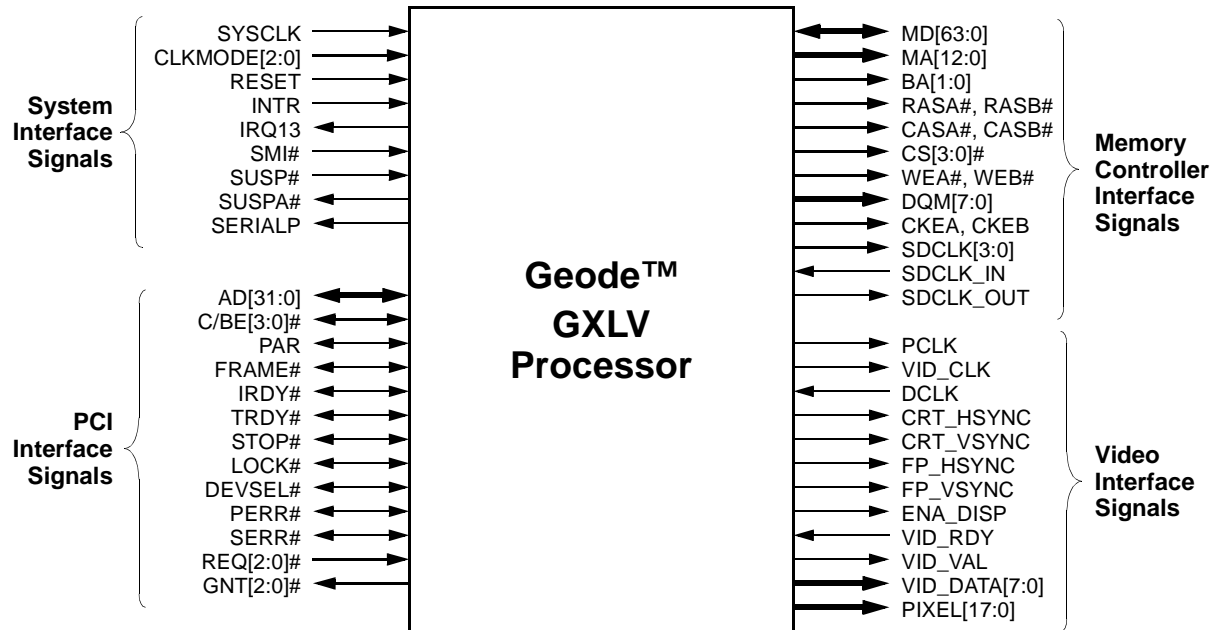 System
Interface
Signals
SYSCLK
CLKMODE[2:0]
RESET
INTR
IRQ13
SMI#
SUSP#
SUSPA#
SERIALP
PCI
Interface
Signals
AD[31:0]
C/BE[3:0]#
PAR
FRAME#
IRDY#
TRDY#
STOP#
LOCK#
DEVSEL#
PERR#
SERR#
REQ[2:0]#
GNT[2:0]#
Geode™
GXLV
Processor
MD[63:0]
MA[12:0]
BA[1:0]
RASA#, RASB#
CASA#, CASB#
CS[3:0]#
WEA#, WEB#
DQM[7:0]
CKEA, CKEB
SDCLK[3:0]
SDCLK_IN
SDCLK_OUT
Memory
Controller
Interface
Signals
PCLK
VID_CLK
DCLK
CRT_HSYNC
CRT_VSYNC
FP_HSYNC
FP_VSYNC
ENA_DISP
VID_RDY
VID_VAL
VID_DATA[7:0]
PIXEL[17:0]
Video
Interface
Signals